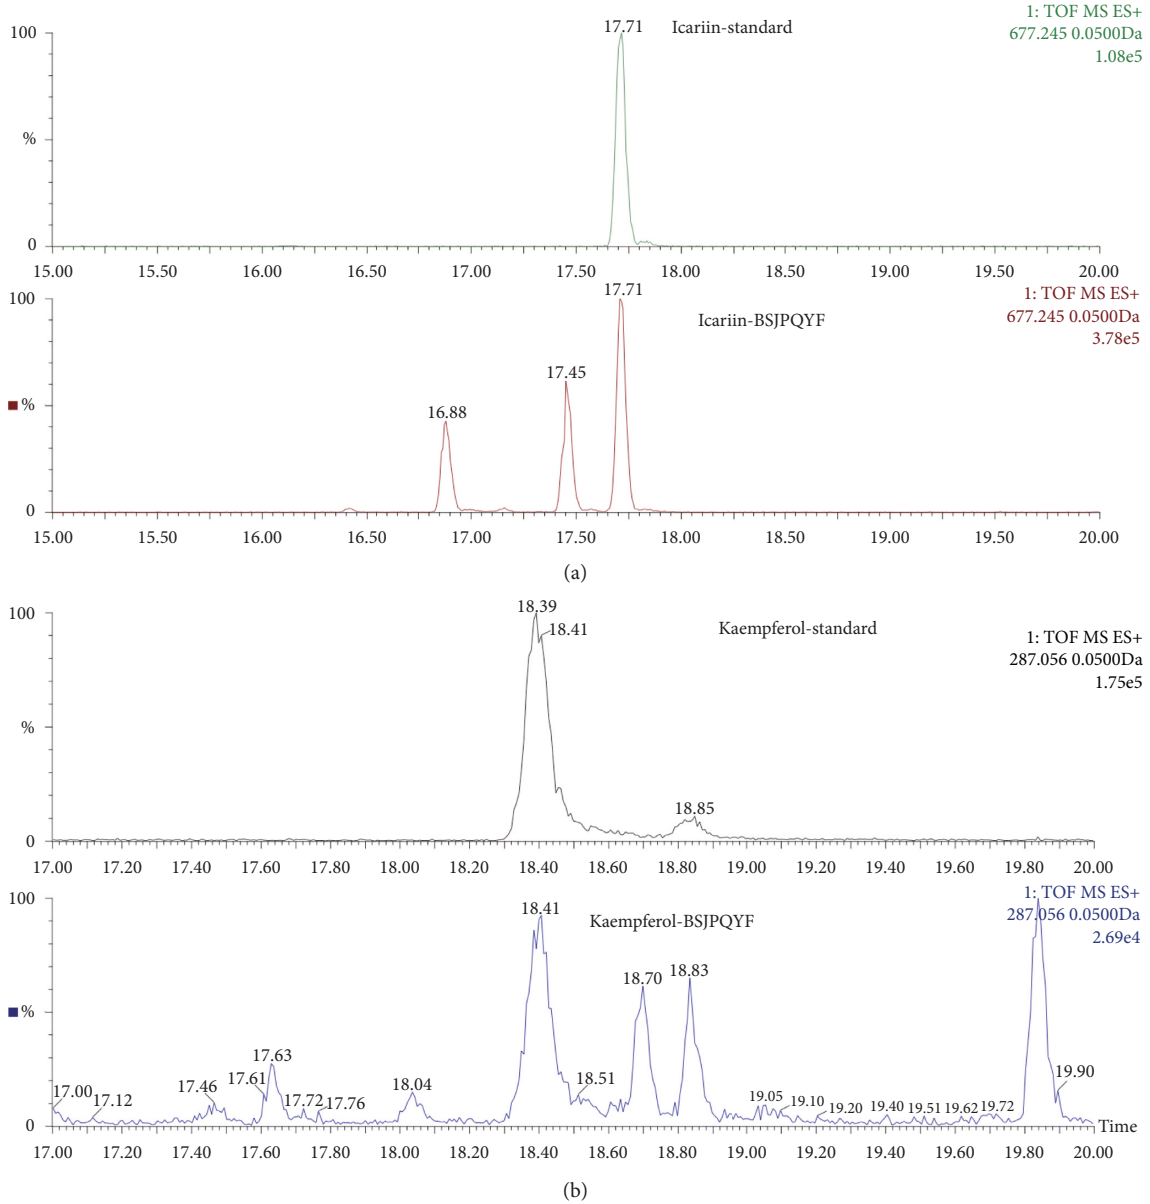 17.71
Icariin-standard
1: TOF MS ES+
677.245 0.0500Da
1.08e5
100
%
0
15.00 15.50 16.00 16.50 17.00 17.50 18.00 18.50 19.00 19.50 20.00
17.71
Icariin-BSJPQYF
1: TOF MS ES+
677.245 0.0500Da
3.78e5
100
17.45
16.88
%
0
15.00 15.50 16.00 16.50 17.00 17.50 18.00 18.50 19.00 19.50 20.00
(a)
18.39
18.41
Kaempferol-standard
1: TOF MS ES+
287.056 0.0500Da
1.75e5
100
%
18.85
0
17.00 17.20 17.40 17.60 17.80 18.00 18.20 18.40 18.60 18.80 19.00 19.20 19.40 19.60 19.80 20.00
1: TOF MS ES+
287.056 0.0500Da
2.69e4
100
18.41
Kaempferol-BSJPQYF
18.70 18.83
%
17.63
17.00 17.12 17.46 17.61 17.72 17.76 18.04 18.51 19.05 19.10 19.20 19.40 19.51 19.62 19.72 19.90
0
Time
17.00 17.20 17.40 17.60 17.80 18.00 18.20 18.40 18.60 18.80 19.00 19.20 19.40 19.60 19.80 20.00
(b)